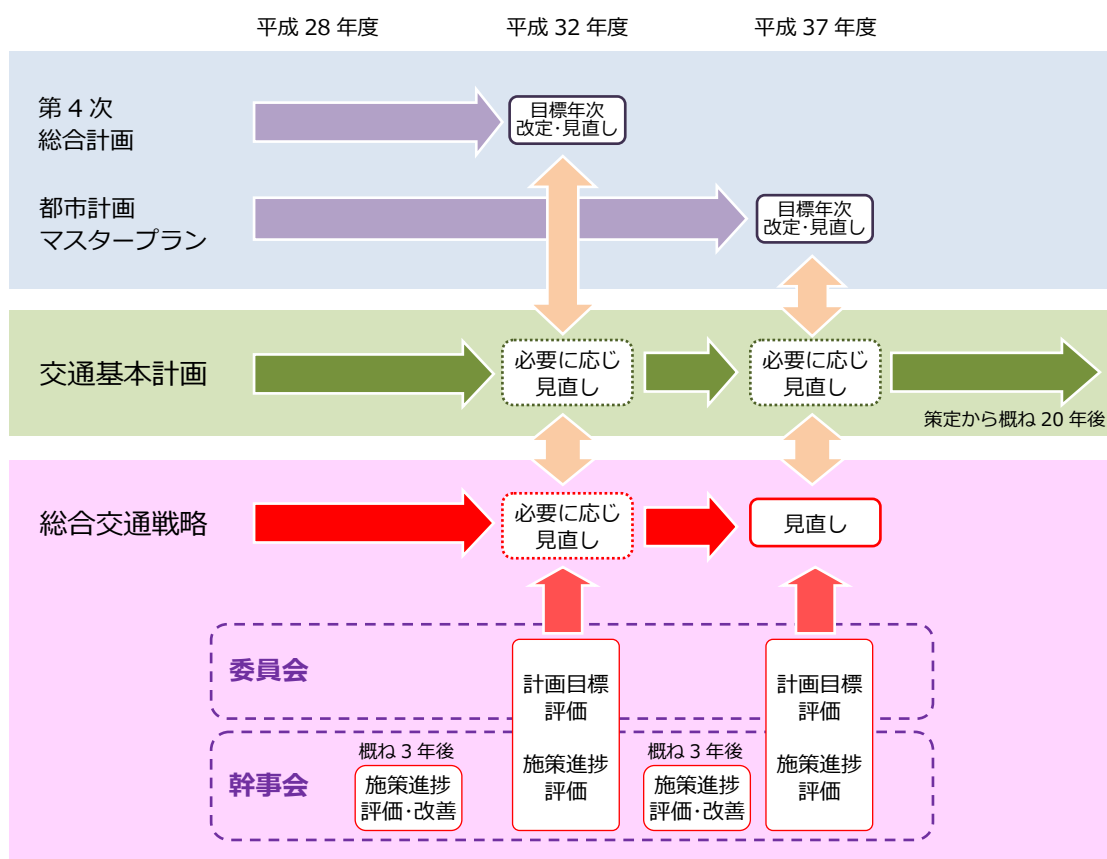 平成 28 年度
平成 32 年度
平成 37 年度
第 4 次
総合計画
目標年次
改定・見直し
都市計画
マスタープラン
目標年次
改定・見直し
交通基本計画
必要に応じ
見直し
必要に応じ
見直し
策定から概ね 20 年後
総合交通戦略
必要に応じ
見直し
見直し
委員会
計画目標
評価
計画目標
評価
幹事会
概ね 3 年後
施策進捗
評価・改善
施策進捗
評価
概ね 3 年後
施策進捗
評価・改善
施策進捗
評価